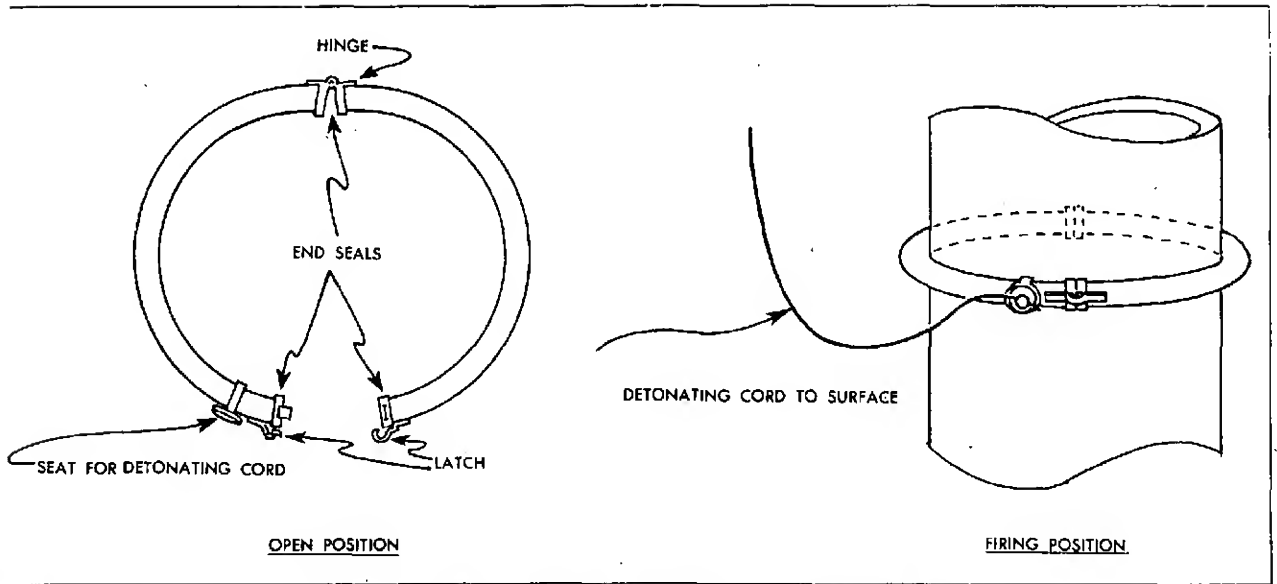 HINGE
END SEALS
SEAT FOR DETONATING CORD
LATCH
OPEN POSITION
DETONATING CORD TO SURFACE
FIRING POSITION